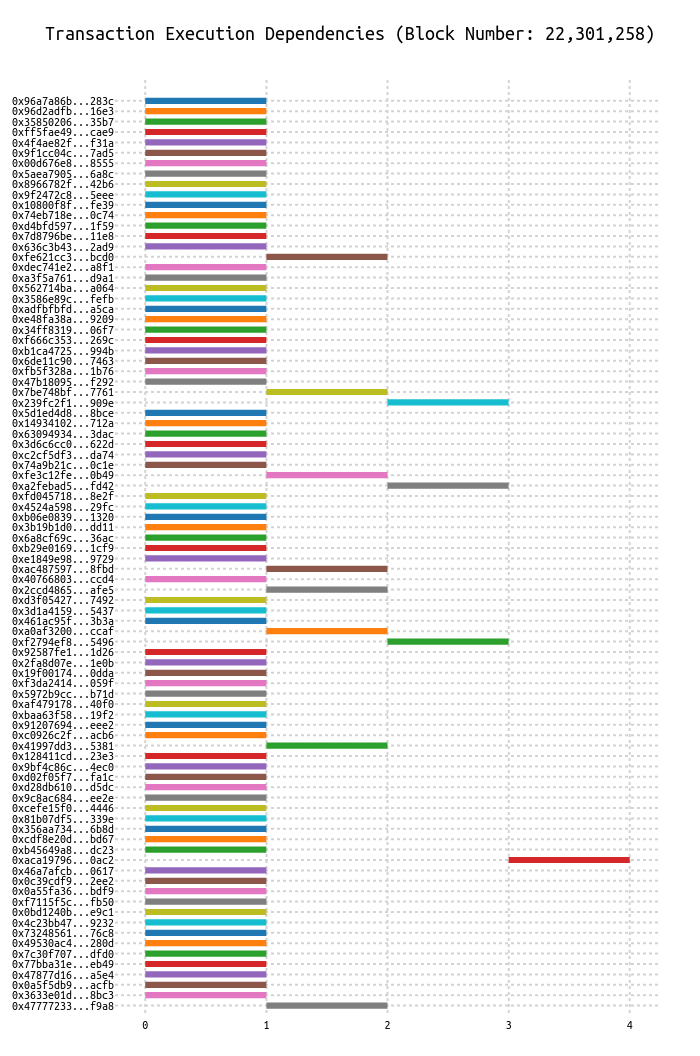 Transaction Execution Dependencies (Block Number: 22,301,258)
0x96a7a86b...283c
0x96d2adfb...16e3
0x35850206...35b7
0xff5fae49...cae9
0x4f4ae82f...f31a
0x9f1cc04c...7ad5
0x00d676e8...8555
0x5aea7905...6a8c
0x8966782f...42b6
0x9f2472c8...5eee
0x10800f8f...fe39
0x74eb718e...0c74
0xd4bfd597...1f59
0x7d8796be...11e8
0x636c3b43...2ad9
0xfe621cc3...bcd0
0xdec741e2...a8f1
0xa3f5a761...d9a1
0x562714ba...a064
0x3586e89c...fefb
0xadfbfbfd...a5ca
0xe48fa38a...9209
0x34ff8319...06f7
0xf666c353...269c
0xb1ca4725...994b
0x6de11c90...7463
0xfb5f328a...1b76
0x47b18095...f292
0x7be748bf...7761
0x239fc2f1...909e
0x5d1ed4d8...8bce
0x14934102...712a
0x63094934...3dac
0x3d6c6cc0...622d
0xc2cf5df3...da74
0x74a9b21c...0c1e
0xfe3c12fe...0b49
0xa2febad5...fd42
0xfd045718...8e2f
0x4524a598...29fc
0xb06e0839...1320
0x3b19b1d0...dd11
0x6a8cf69c...36ac
0xb29e0169...1cf9
0xe1849e98...9729
0xac487597...8fbd
0x40766803...ccd4
0x2ccd4865...afe5
0xd3f05427...7492
0x3d1a4159...5437
0x461ac95f...3b3a
0xa0af3200...ccaf
0xf2794ef8...5496
0x92587fe1...1d26
0x2fa8d07e...1e0b
0x19f00174...0dda
0xf3da2414...059f
0x5972b9cc...b71d
0xaf479178...40f0
0xbaa63f58...19f2
0x91207694...eee2
0xc0926c2f...acb6
0x41997dd3...5381
0x128411cd...23e3
0x9bf4c86c...4ec0
0xd02f05f7...fa1c
0xd28db610...d5dc
0x9c8ac684...ee2e
0xcefe15f0...4446
0x81b07df5...339e
0x356aa734...6b8d
0xcdf8e20d...bd67
0xb45649a8...dc23
0xaca19796...0ac2
0x46a7afcb...0617
0x0c39cdf9...2ee2
0x0a55fa36...bdf9
0xf7115f5c...fb50
0x0bd1240b...e9c1
0x4c23bb47...9232
0x73248561...76c8
0x49530ac4...280d
0x7c30f707...dfd0
0x77bba31e...eb49
0x47877d16...a5e4
0x0a5f5db9...acfb
0x3633e01d...8bc3
0x47777233...f9a8
0 1 2 3 4